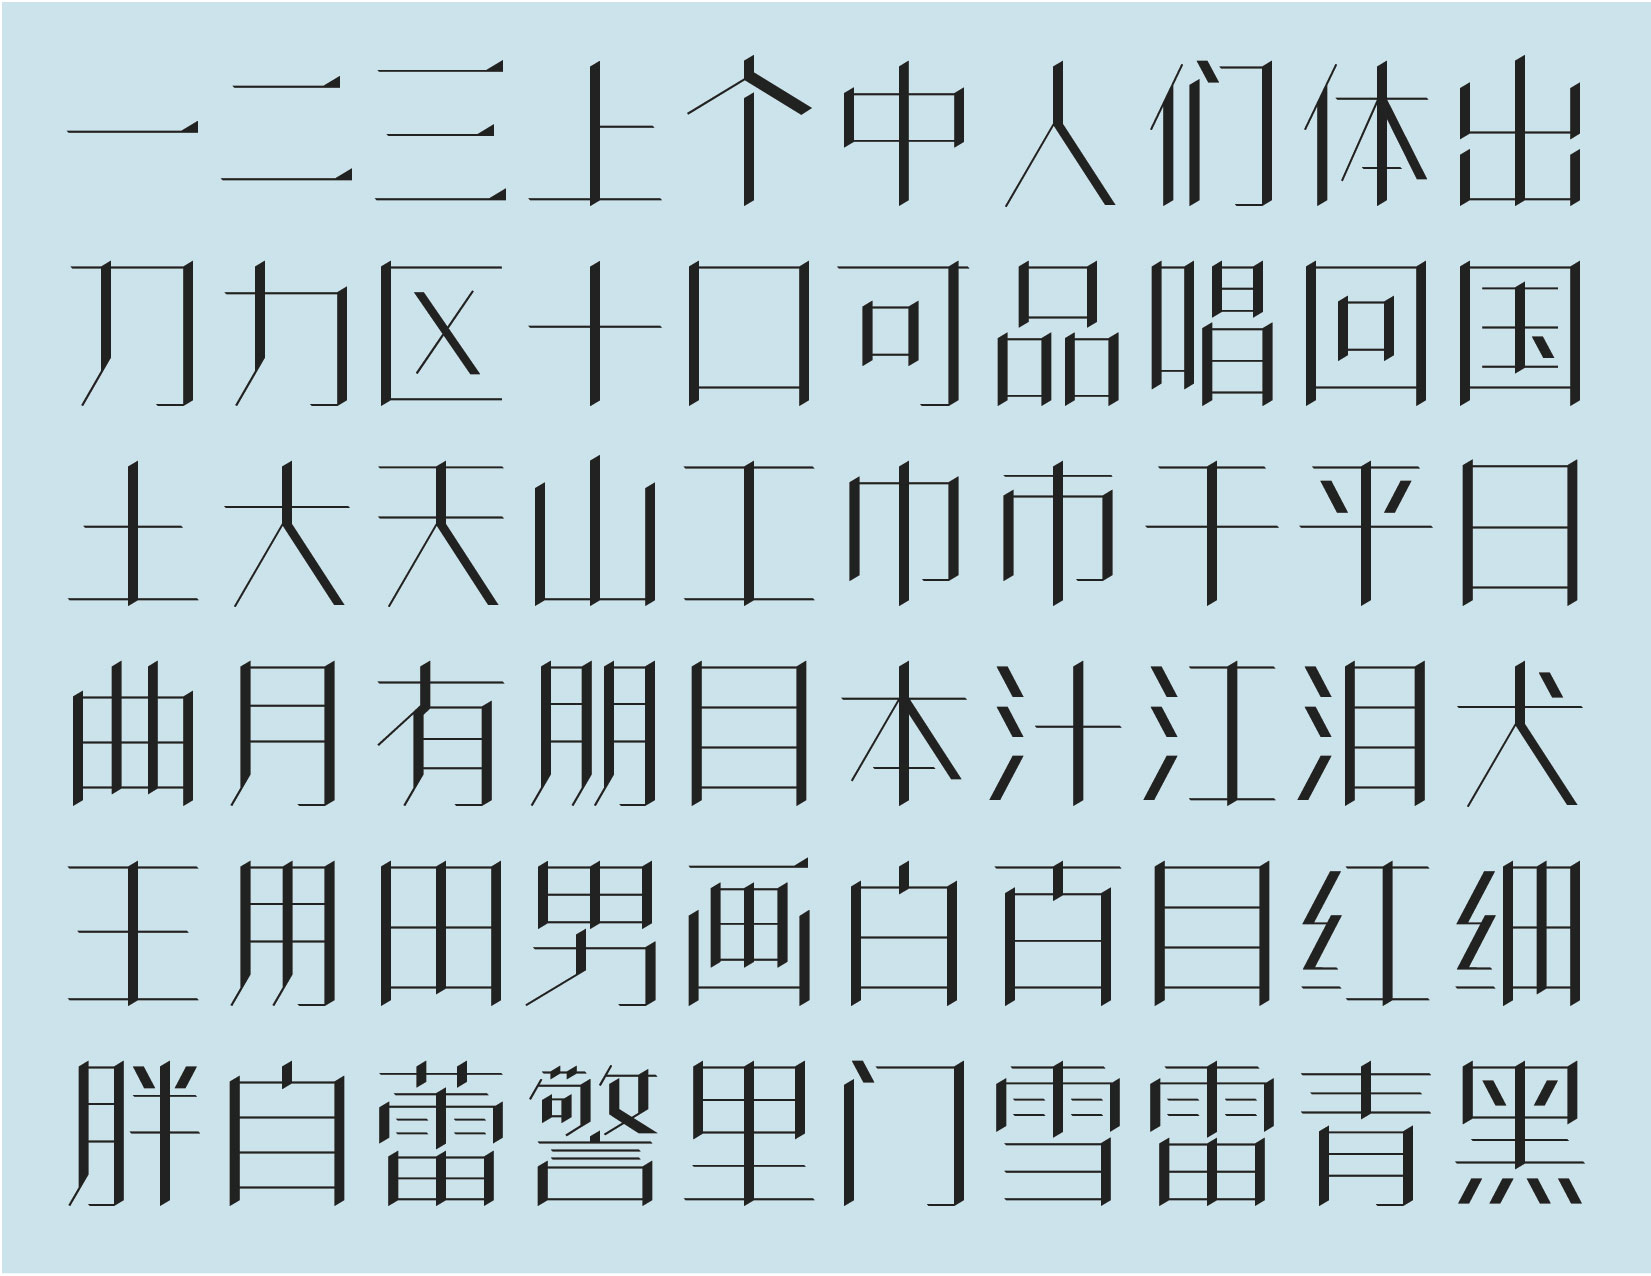 一二三上个中人们体出
刀力区十口可品唱回国
土大天山工巾市干平日
曲月有朋目本汁江泪犬
王用田男画白百目红细
胖自蕾警里门雪雷青黑